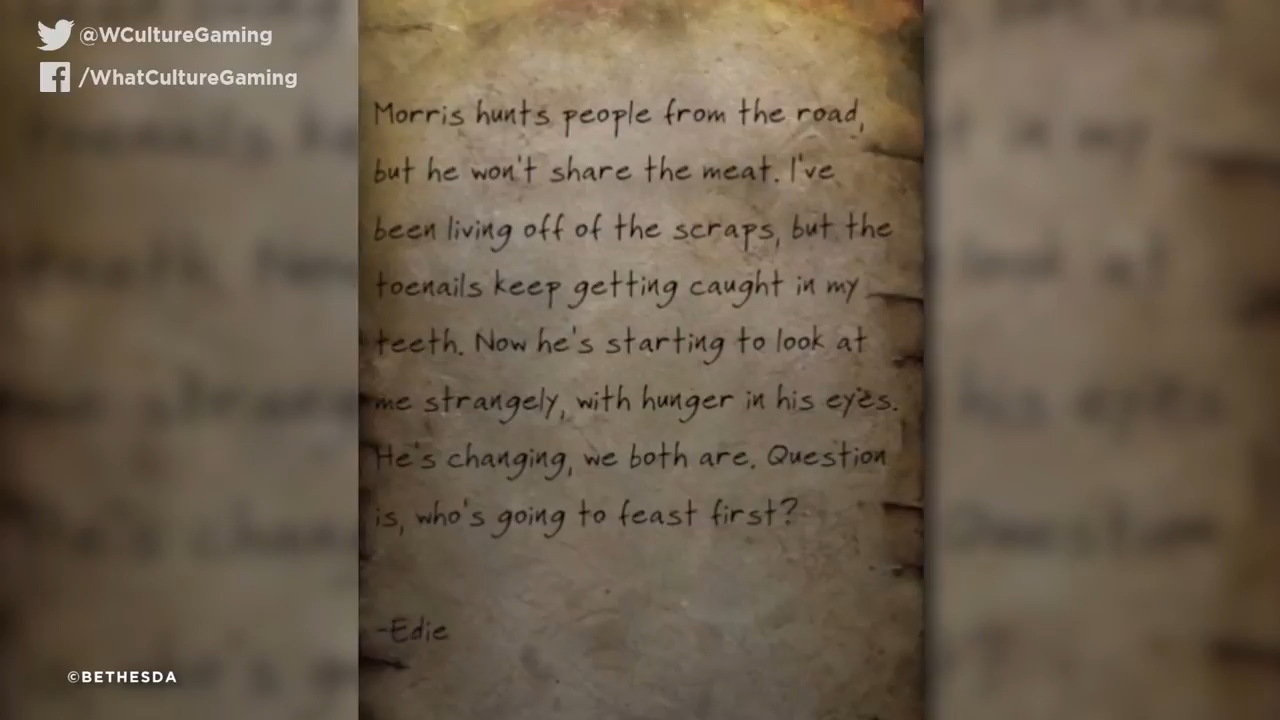 @WCultureGaming
/WhatCultureGaming
Morris hunts people from the road,
but he won't share the meat. I've
been living off of the scraps, but the
toenails keep getting caught in my
teeth. Now he's starting to look at
me strangely, with hunger in his eyes.
He's changing, we both are. Question
is, who's going to feast first?
-Edie
©BETHESDA